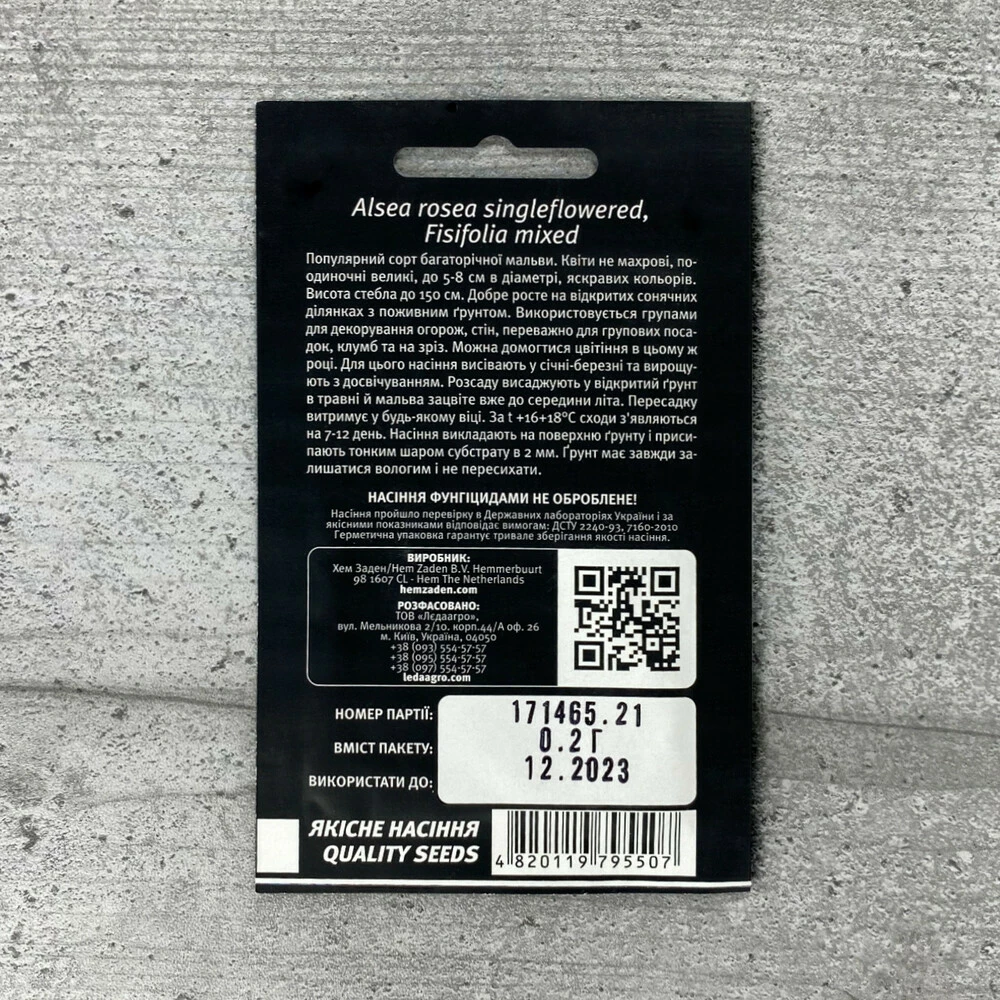 Alsea rosea singleflowered,
Fisifolia mixed
Популярний сорт багаторічної мальви. Квіти не махрові, по-
одиночні великі, до 5-8 см в діаметрі, яскравих кольорів.
Висота стебла до 150 см. Добре росте на відкритих сонячних
ділянках з поживним ґрунтом. Використовується групами
для декорування огорож, стін, переважно для групових поса-
док, клумб та на зріз. Можна домогтися цвітіння в цьому ж
році. Для цього насіння висівають у січні-березні та вирощу-
ють з досвічуванням. Розсаду висаджують у відкритий ґрунт
в травні й мальва зацвіте вже до середини літа. Пересадку
витримує у будь-якому віці. За t +16+18°C сходи з'являються
на 7-12 день. Насіння викладають на поверхню ґрунту і приси-
пають тонким шаром субстрату в 2 мм. Ґрунт має завжди за-
лишатися вологим і не пересихати.
НАСІННЯ ФУНГІЦИДАМИ НЕ ОБРОБЛЕНЕ!
Насіння пройшло перевірку в Державних лабораторіях України і за
якісними показниками відповідає вимогам: ДСТУ 2240-93, 7160-2010
Герметична упаковка гарантує тривале зберігання якості насіння.
ВИРОБНИК:
Хем Заден/Hem Zaden B.V. Hemmerbuurt
98 1607 CL - Hem The Netherlands
hemzaden.com
РОЗФАСОВАНО:
ТОВ «Лєдаагро»,
вул. Мельникова 2/10. корп.44/А оф. 26
м. Київ, Україна, 04050
+38 (093) 554-57-57
+38 (095) 554-57-57
+38 (097) 554-57-57
ledaagro.com
НОМЕР ПАРТІЇ: 171465.21
ВМІСТ ПАКЕТУ: 0.2Г
ВИКОРИСТАТИ ДО: 12.2023
ЯКІСНЕ НАСІННЯ
QUALITY SEEDS
4 820119 795507